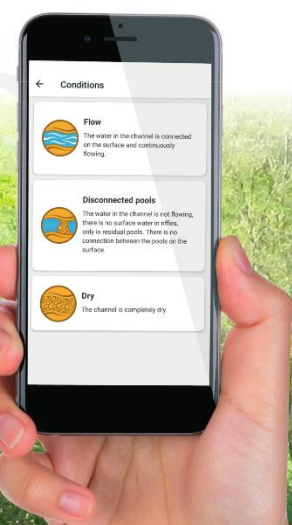 Conditions
Flow
The water in the channel is connected
on the surface and continuously
flowing.
Disconnected pools
The water in the channel is not flowing,
there is no surface water in riffles,
only in residual pools. There is no
connection between the pools on the
surface.
Dry
The channel is completely dry.